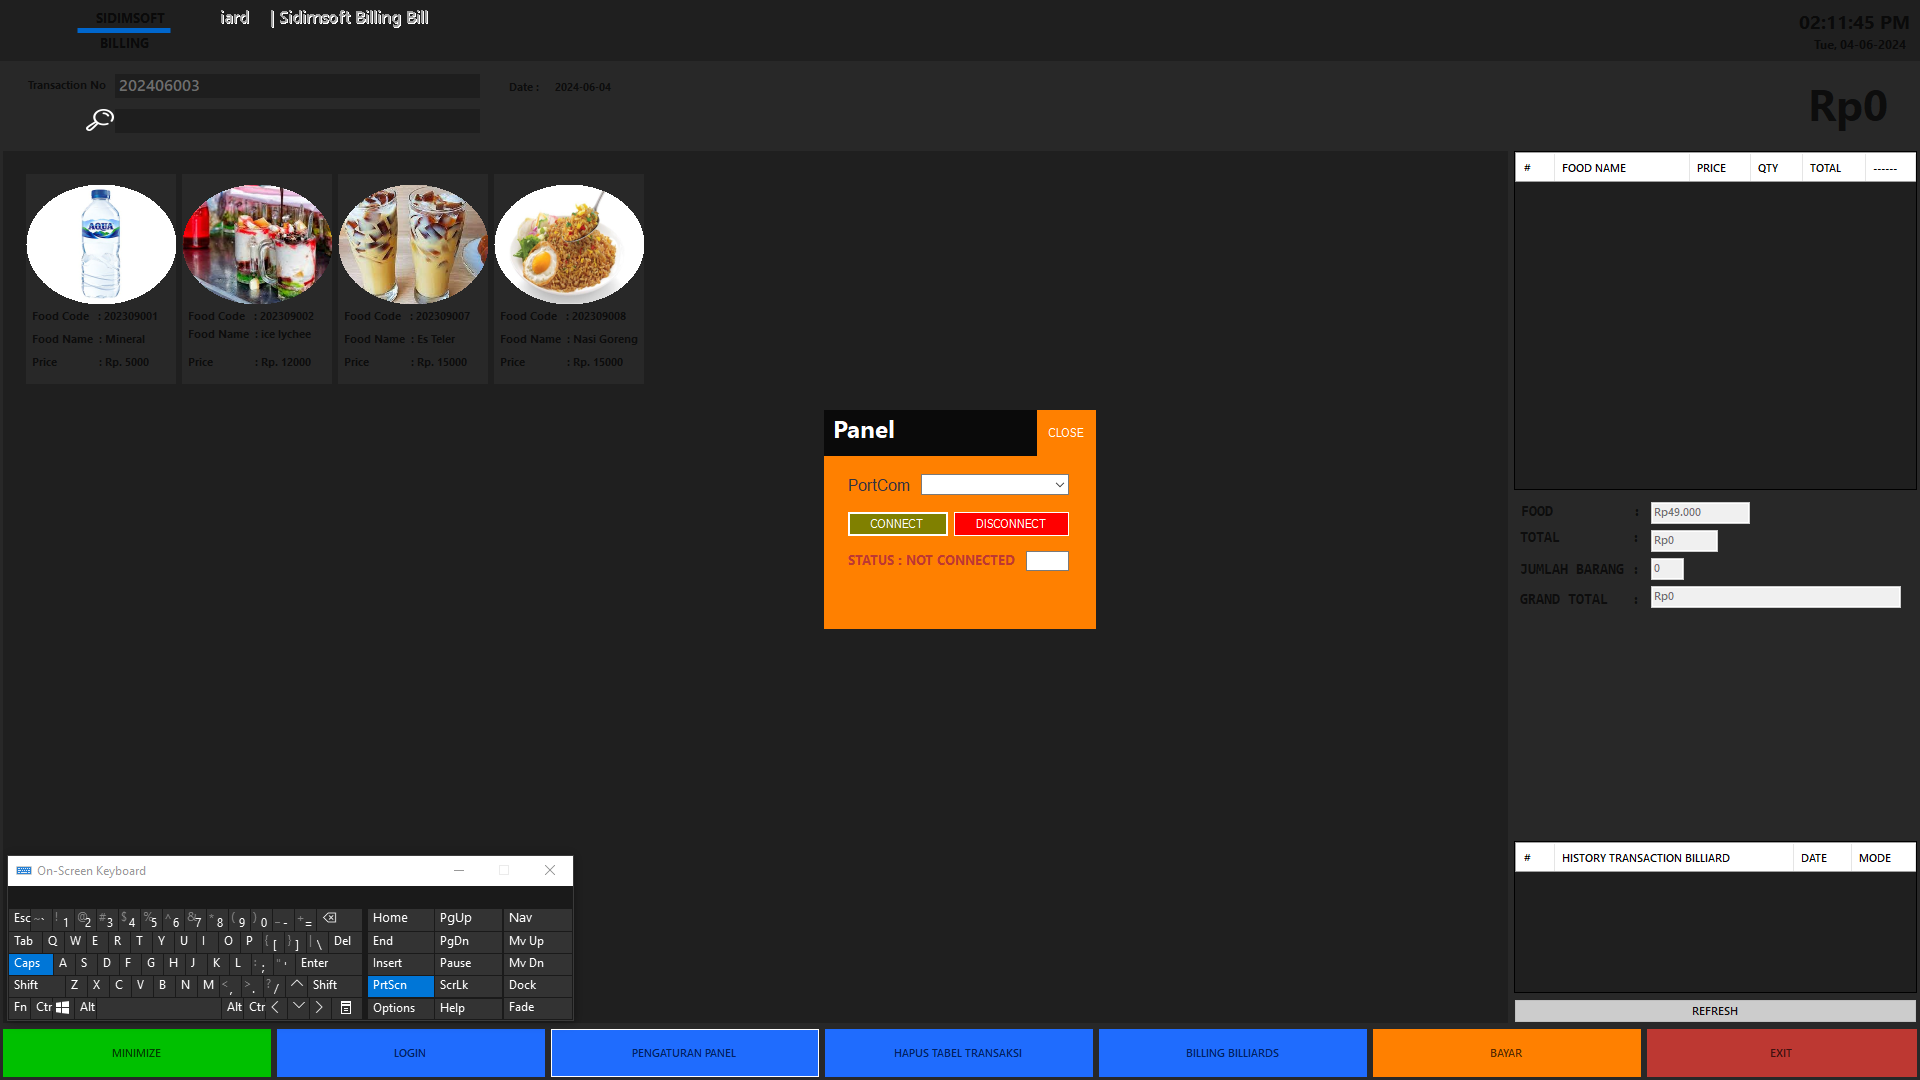 SIDIMSOFT
BILLING
iard | Sidimsoft Billing Bill
02:11:45 PM
Tue, 04-06-2024
Transaction No 202406003
Date : 2024-06-04
Rp0
AQUA
Food Code : 202309001
Food Name : Mineral
Price : Rp. 5000
Food Code : 202309002
Food Name : ice lychee
Price : Rp. 12000
Food Code : 202309007
Food Name : Es Teler
Price : Rp. 15000
Food Code : 202309008
Food Name : Nasi Goreng
Price : Rp. 15000
# FOOD NAME PRICE QTY TOTAL ------
Panel
CLOSE
PortCom
CONNECT DISCONNECT
STATUS : NOT CONNECTED
FOOD : Rp49.000
TOTAL : Rp0
JUMLAH BARANG : 0
GRAND TOTAL : Rp0
# HISTORY TRANSACTION BILLIARD DATE MODE
REFRESH
On-Screen Keyboard
Esc ~` ! 1 @ 2 # 3 $ 4 % 5 ^ 6 & 7 * 8 ( 9 ) 0 _ - + = Home PgUp Nav
Tab Q W E R T Y U I O P { [ } ] | \ Del End PgDn Mv Up
Caps A S D F G H J K L : ; " ' Enter Insert Pause Mv Dn
Shift Z X C V B N M < , > . ? / Shift PrtScn ScrLk Dock
Fn Ctr Alt Alt Ctr Options Help Fade
MINIMIZE LOGIN PENGATURAN PANEL HAPUS TABEL TRANSAKSI BILLING BILLIARDS BAYAR EXIT